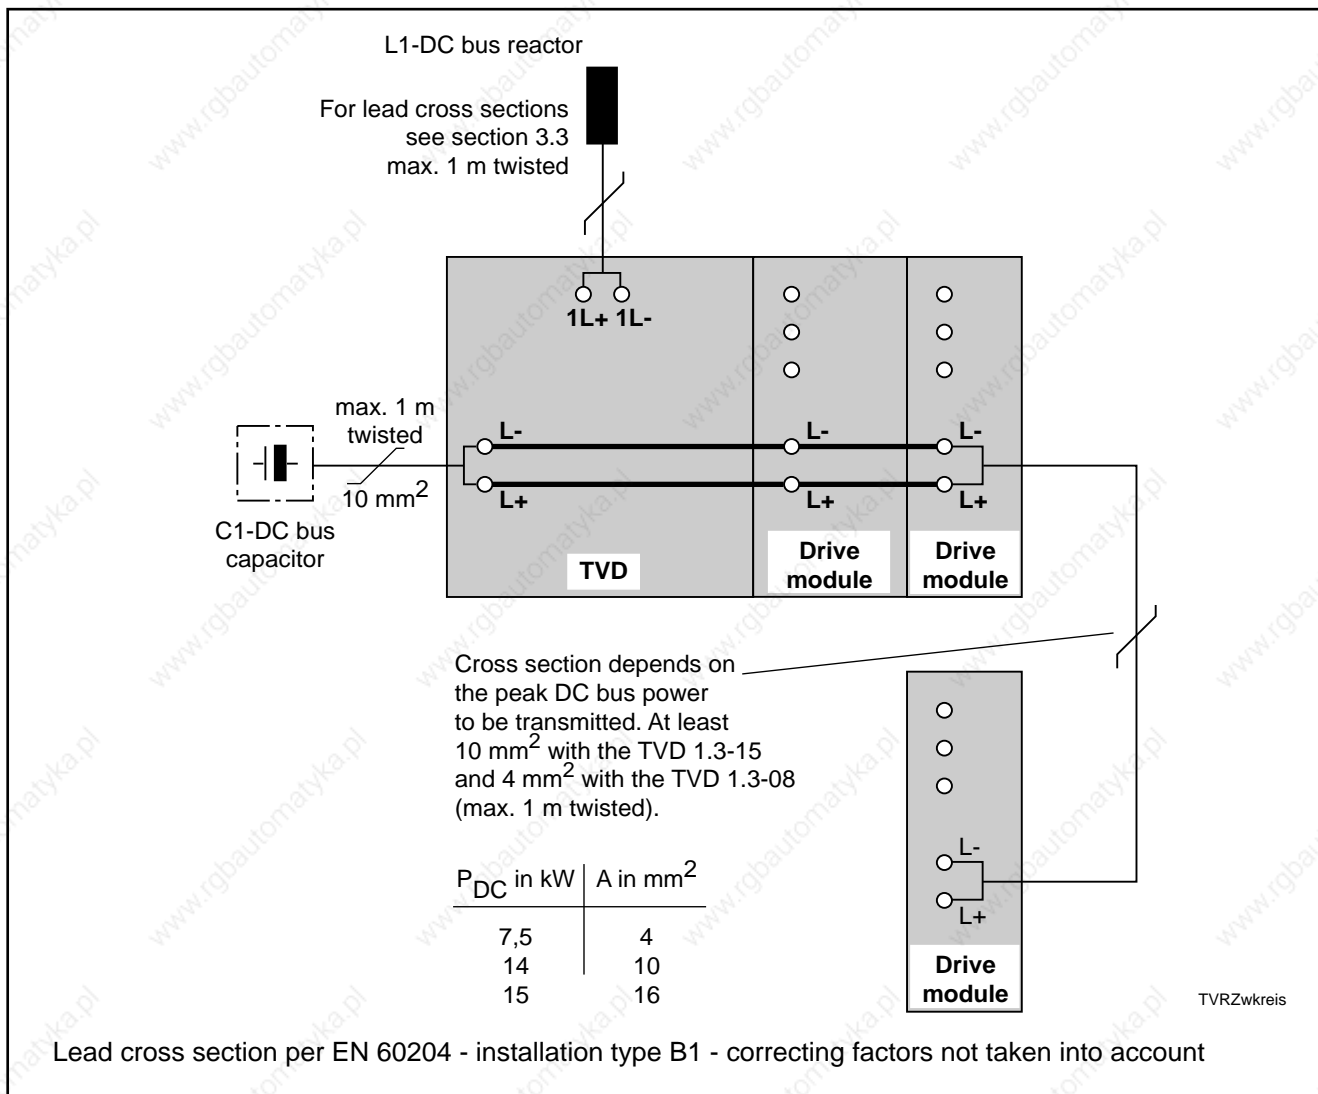 L1-DC bus reactor
For lead cross sections
see section 3.3
max. 1 m twisted
1L+ 1L-
max. 1 m
twisted
10 mm2
C1-DC bus
capacitor
L- L- L-
L+ L+ L+
TVD
Drive
module
Drive
module
Cross section depends on
the peak DC bus power
to be transmitted. At least
10 mm2 with the TVD 1.3-15
and 4 mm2 with the TVD 1.3-08
(max. 1 m twisted).
PDC in kW A in mm2
7,5 4
14 10
15 16
L-
L+
Drive
module
TVRZwkreis
Lead cross section per EN 60204 - installation type B1 - correcting factors not taken into account
www.rgbautomatyka.pl